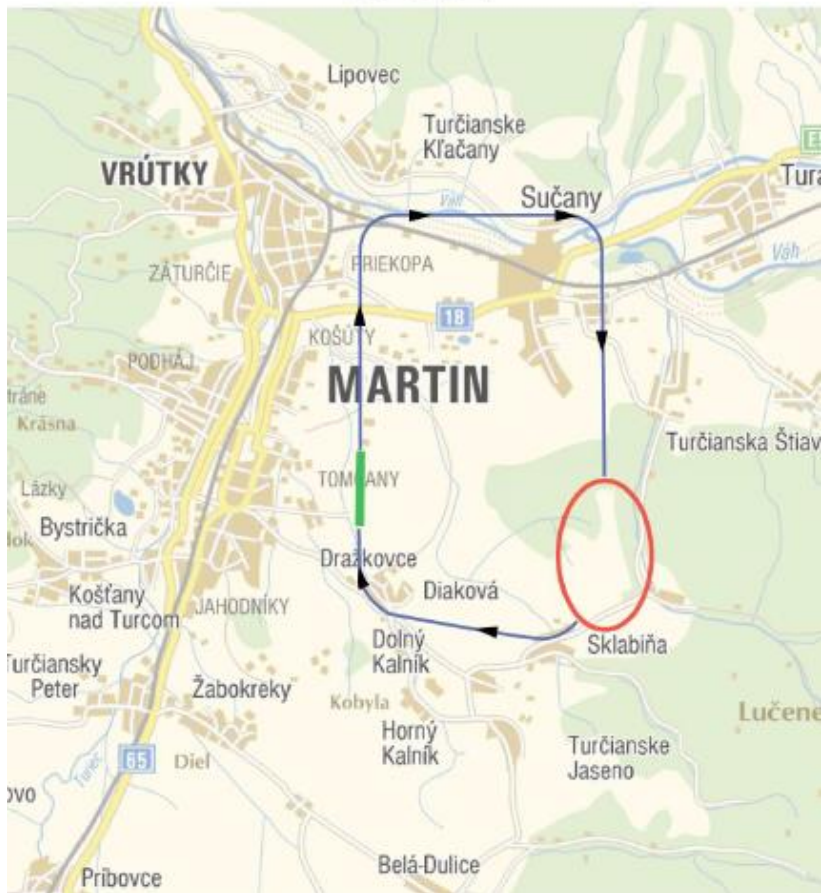 Lipovec
Turčianske
Kľačany
VRÚTKY
Váh
Sučany
Tura
ZÁTURČIE
PRIEKOPA
Váh
18
KOŠÚTY
PODHÁJ
MARTIN
Krásna
Turčianska Štiav
Lázky
TOMČANY
Bystrička
Dražkovce
Diaková
Košťany
nad Turcom
JAHODNÍKY
Dolný
Kalník
Sklabiňa
Turčiansky
Peter
Žabokreky
Kobyla
Horný
Kalník
Lučene
65
Diel
Turiec
Turčianske
Jaseno
Belá-Dulice
Príbovce